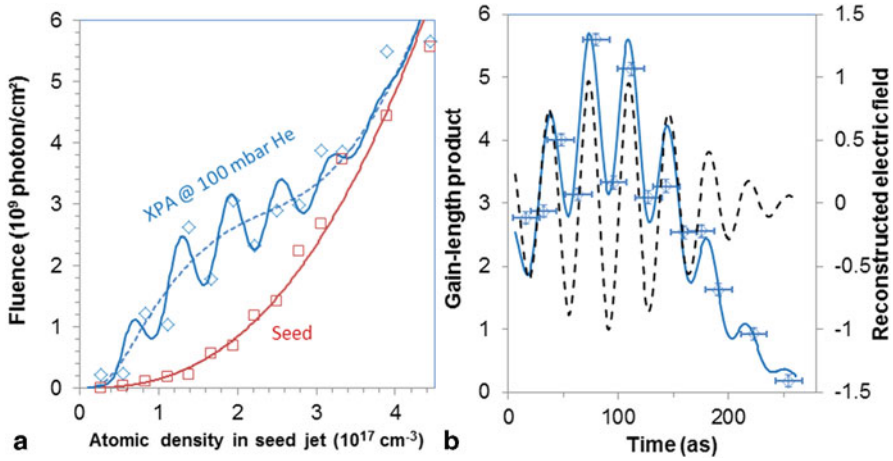 6
5
4
3
2
1
0
Fluence (10⁹ photon/cm²)
XPA @ 100 mbar He
Seed
0 1 2 3 4
a Atomic density in seed jet (10¹⁷ cm⁻³)
6
5
4
3
2
1
0
Gain-length product
1.5
1
0.5
0
-0.5
-1
-1.5
Reconstructed electric field
0 100 200
b Time (as)